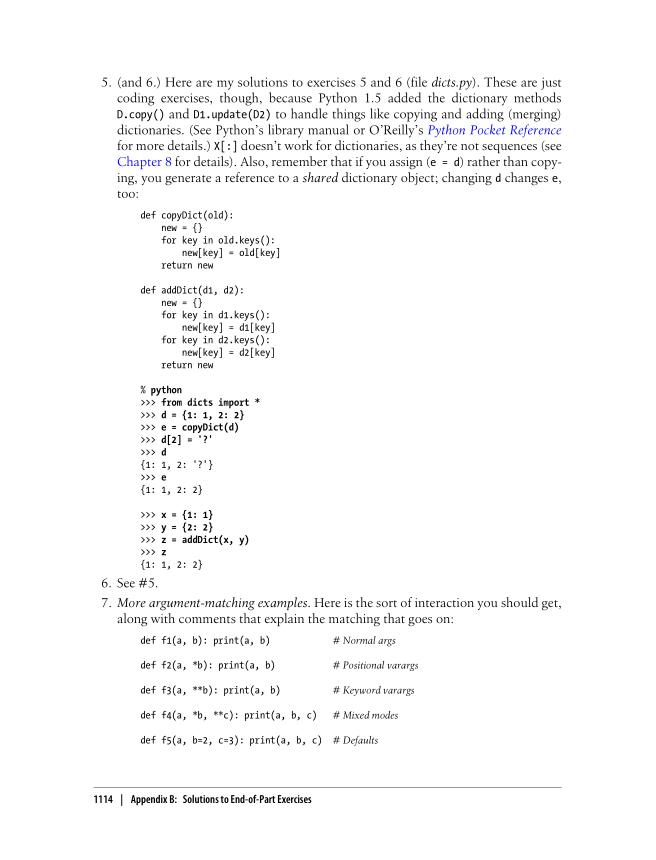 5. (and 6.) Here are my solutions to exercises 5 and 6 (file dicts.py). These are just
coding exercises, though, because Python 1.5 added the dictionary methods
D.copy() and D1.update(D2) to handle things like copying and adding (merging)
dictionaries. (See Python’s library manual or O’Reilly’s Python Pocket Reference
for more details.) X[:] doesn’t work for dictionaries, as they’re not sequences (see
Chapter 8 for details). Also, remember that if you assign (e = d) rather than copy-
ing, you generate a reference to a shared dictionary object; changing d changes e,
too:
def copyDict(old):
    new = {}
    for key in old.keys():
        new[key] = old[key]
    return new
def addDict(d1, d2):
    new = {}
    for key in d1.keys():
        new[key] = d1[key]
    for key in d2.keys():
        new[key] = d2[key]
    return new
% python
>>> from dicts import *
>>> d = {1: 1, 2: 2}
>>> e = copyDict(d)
>>> d[2] = '?'
>>> d
{1: 1, 2: '?'}
>>> e
{1: 1, 2: 2}
>>> x = {1: 1}
>>> y = {2: 2}
>>> z = addDict(x, y)
>>> z
{1: 1, 2: 2}
6. See #5.
7. More argument-matching examples. Here is the sort of interaction you should get,
along with comments that explain the matching that goes on:
def f1(a, b): print(a, b) # Normal args
def f2(a, *b): print(a, b) # Positional varargs
def f3(a, **b): print(a, b) # Keyword varargs
def f4(a, *b, **c): print(a, b, c) # Mixed modes
def f5(a, b=2, c=3): print(a, b, c) # Defaults
1114 | Appendix B: Solutions to End-of-Part Exercises